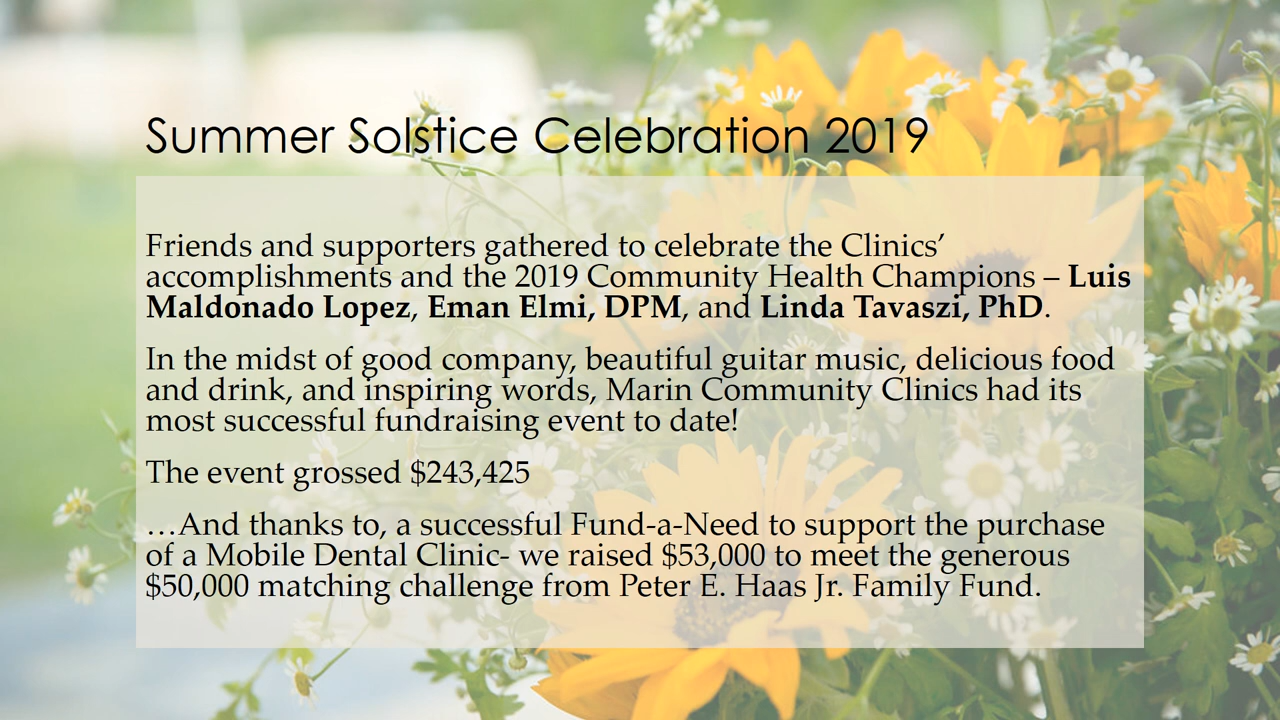 Summer Solstice Celebration 2019
Friends and supporters gathered to celebrate the Clinics’
accomplishments and the 2019 Community Health Champions – Luis
Maldonado Lopez, Eman Elmi, DPM, and Linda Tavaszi, PhD.
In the midst of good company, beautiful guitar music, delicious food
and drink, and inspiring words, Marin Community Clinics had its
most successful fundraising event to date!
The event grossed $243,425
…And thanks to, a successful Fund-a-Need to support the purchase
of a Mobile Dental Clinic- we raised $53,000 to meet the generous
$50,000 matching challenge from Peter E. Haas Jr. Family Fund.